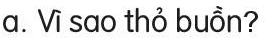 a. Vì sao thỏ buồn?